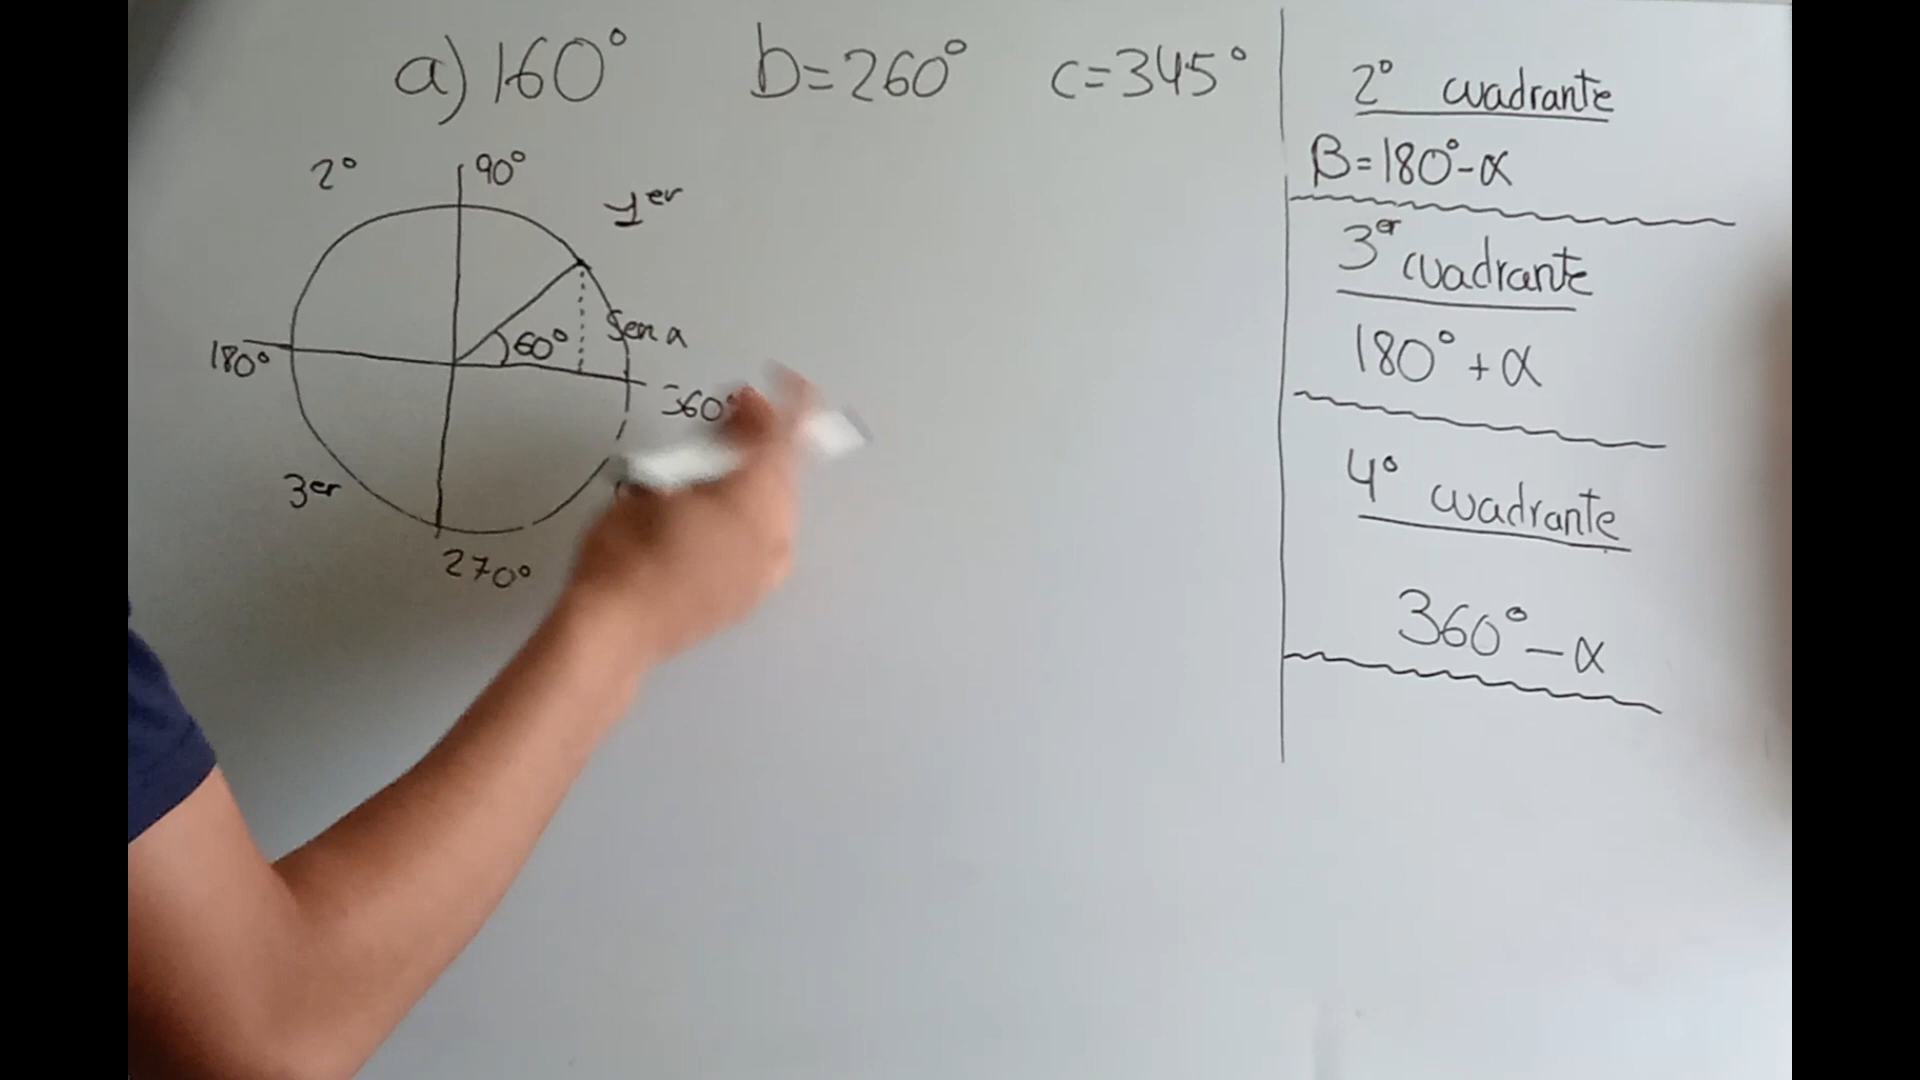 a) 160° b=260° c=345°
2° 90° 1er
60° Sen a
180° 360°
3er
270°
2° cuadrante
β=180°-α
3er cuadrante
180°+α
4° cuadrante
360°-α